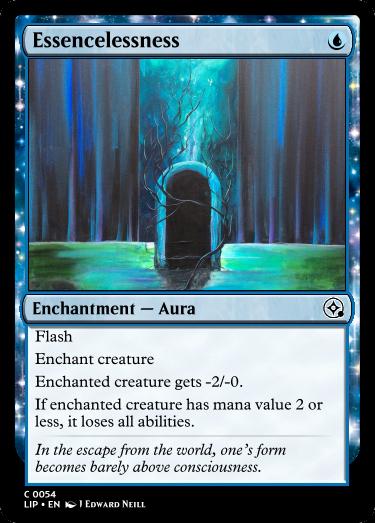 Essencelessness
Enchantment — Aura
Flash
Enchant creature
Enchanted creature gets -2/-0.
If enchanted creature has mana value 2 or
less, it loses all abilities.
In the escape from the world, one's form
becomes barely above consciousness.
C 0054
LIP • EN J Edward Neill